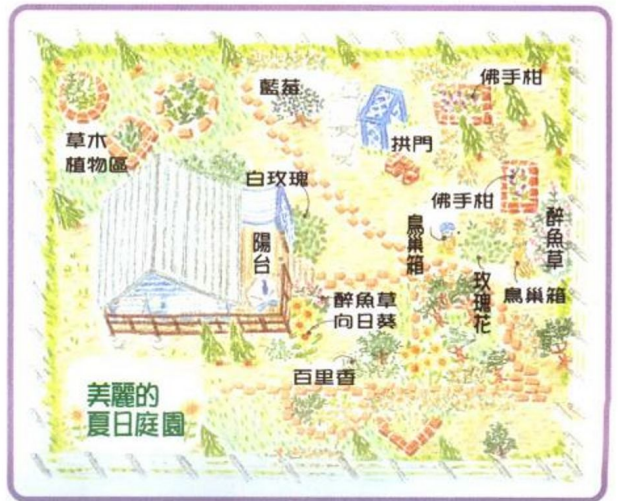 佛手柑
藍莓
拱門
草木
植物區
白玫瑰
佛手柑
陽台
鳥巢箱
醉魚草
玫瑰花
鳥巢箱
醉魚草
向日葵
百里香
美麗的
夏日庭園